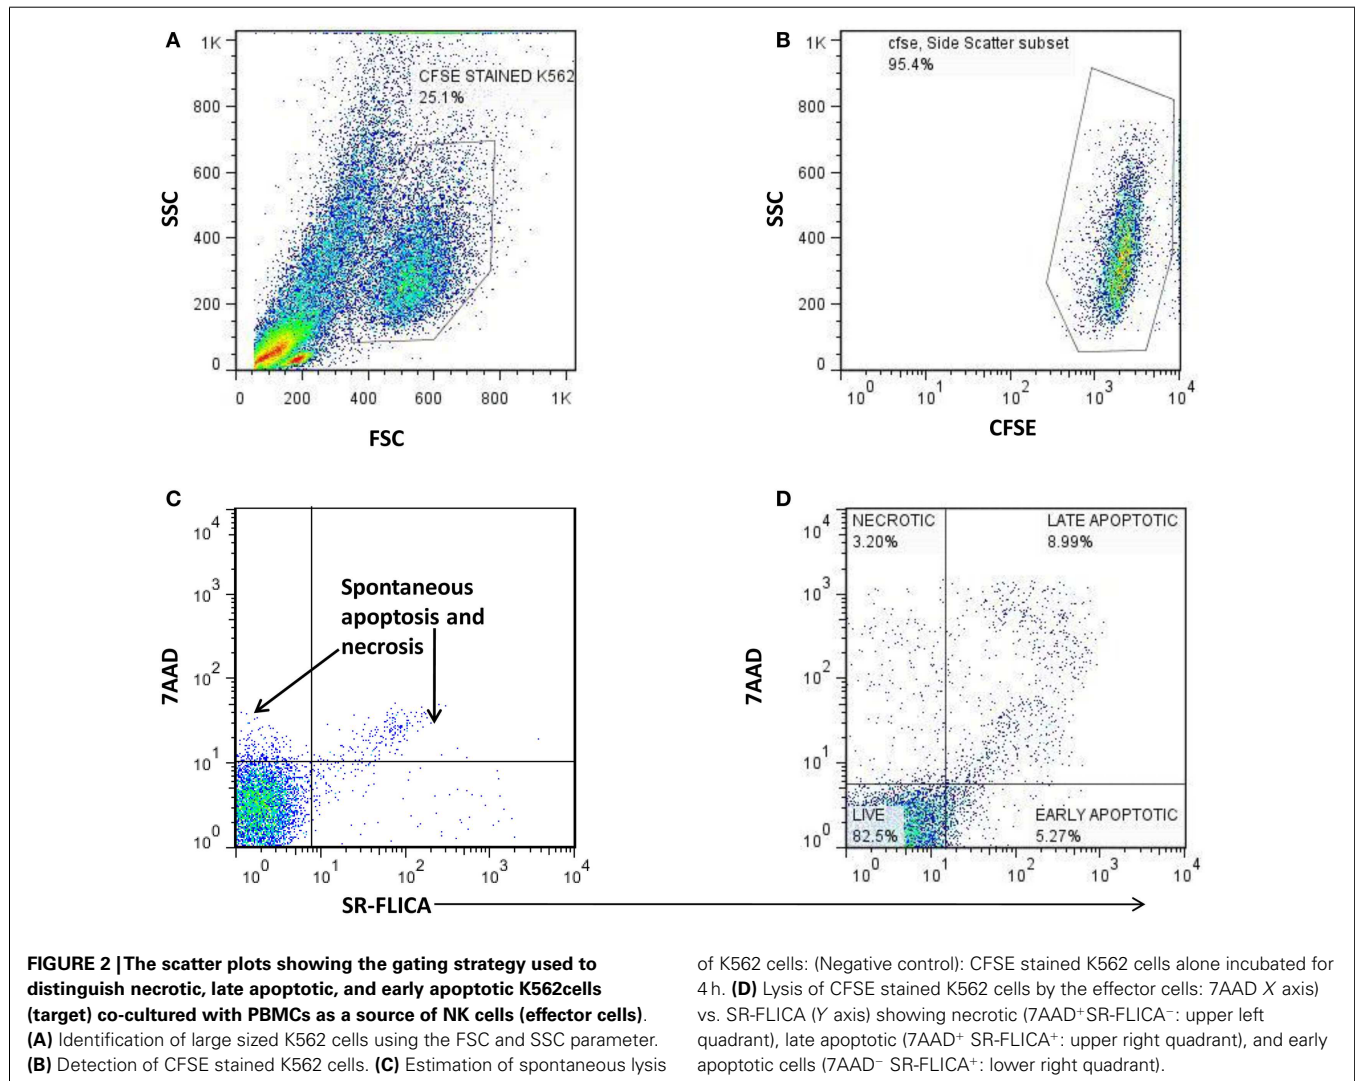 A
1K
800
600
400
200
0
SSC
CFSE STAINED K562
25.1%
0 200 400 600 800 1K
FSC
B
1K
800
600
400
200
0
SSC
cfse, Side Scatter subset
95.4%
10^0 10^1 10^2 10^3 10^4
CFSE
C
10^4
10^3
10^2
10^1
10^0
7AAD
Spontaneous
apoptosis and
necrosis
10^0 10^1 10^2 10^3 10^4
SR-FLICA
D
10^4
10^3
10^2
10^1
10^0
7AAD
NECROTIC
3.20%
LATE APOPTOTIC
8.99%
LIVE
82.5%
EARLY APOPTOTIC
5.27%
10^0 10^1 10^2 10^3 10^4
FIGURE 2 | The scatter plots showing the gating strategy used to
distinguish necrotic, late apoptotic, and early apoptotic K562cells
(target) co-cultured with PBMCs as a source of NK cells (effector cells).
(A) Identification of large sized K562 cells using the FSC and SSC parameter.
(B) Detection of CFSE stained K562 cells. (C) Estimation of spontaneous lysis
of K562 cells: (Negative control): CFSE stained K562 cells alone incubated for
4 h. (D) Lysis of CFSE stained K562 cells by the effector cells: 7AAD X axis)
vs. SR-FLICA (Y axis) showing necrotic (7AAD⁺SR-FLICA⁻: upper left
quadrant), late apoptotic (7AAD⁺ SR-FLICA⁺: upper right quadrant), and early
apoptotic cells (7AAD⁻ SR-FLICA⁺: lower right quadrant).